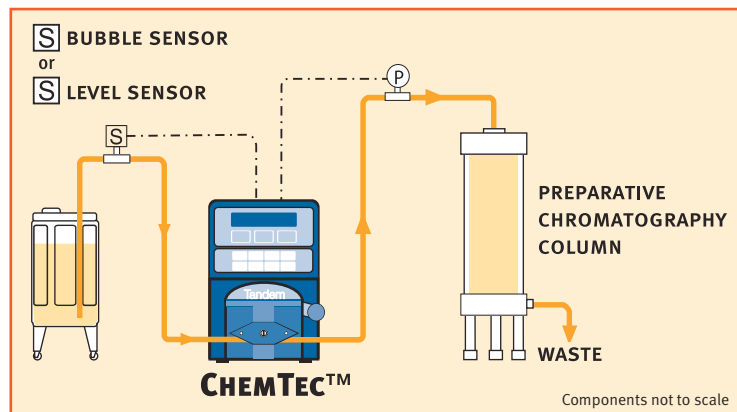 S BUBBLE SENSOR
or
S LEVEL SENSOR
P
S
PREPARATIVE
CHROMATOGRAPHY
COLUMN
Tandem
WASTE
CHEMTEC™
Components not to scale